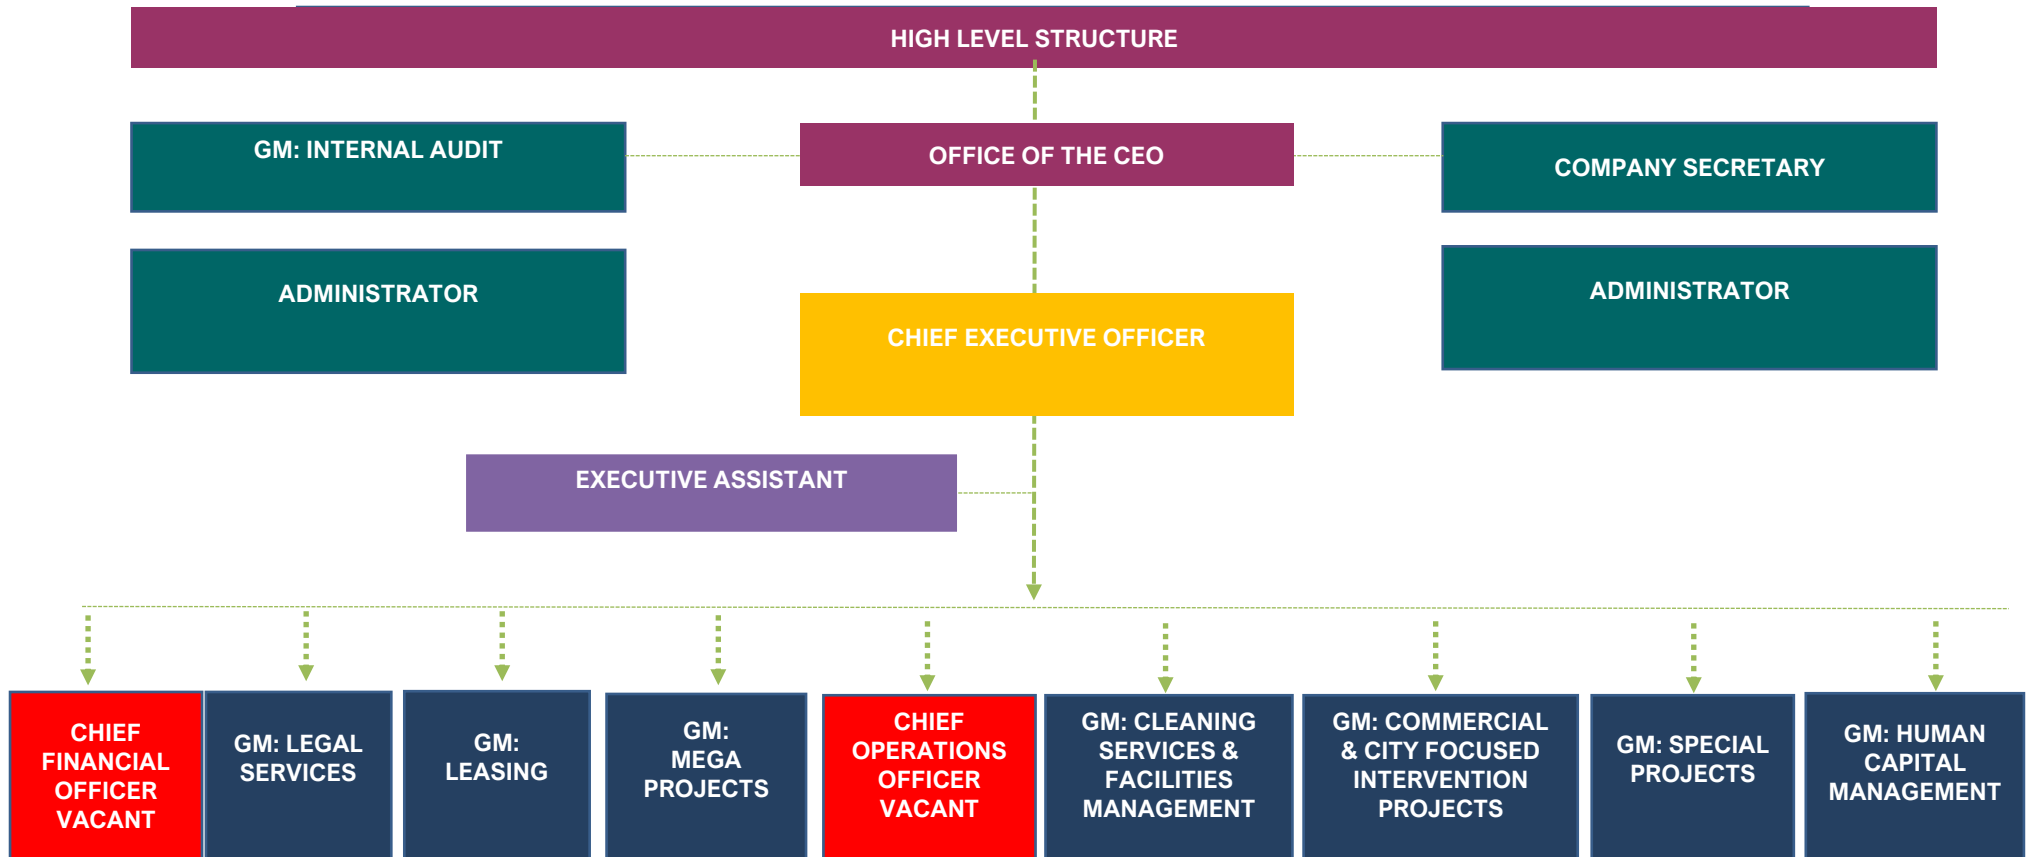 HIGH LEVEL STRUCTURE
GM: INTERNAL AUDIT
OFFICE OF THE CEO
COMPANY SECRETARY
ADMINISTRATOR
CHIEF EXECUTIVE OFFICER
ADMINISTRATOR
EXECUTIVE ASSISTANT
CHIEF
FINANCIAL
OFFICER
VACANT
GM: LEGAL
SERVICES
GM:
LEASING
GM:
MEGA
PROJECTS
CHIEF
OPERATIONS
OFFICER
VACANT
GM: CLEANING
SERVICES &
FACILITIES
MANAGEMENT
GM: COMMERCIAL
& CITY FOCUSED
INTERVENTION
PROJECTS
GM: SPECIAL
PROJECTS
GM: HUMAN
CAPITAL
MANAGEMENT